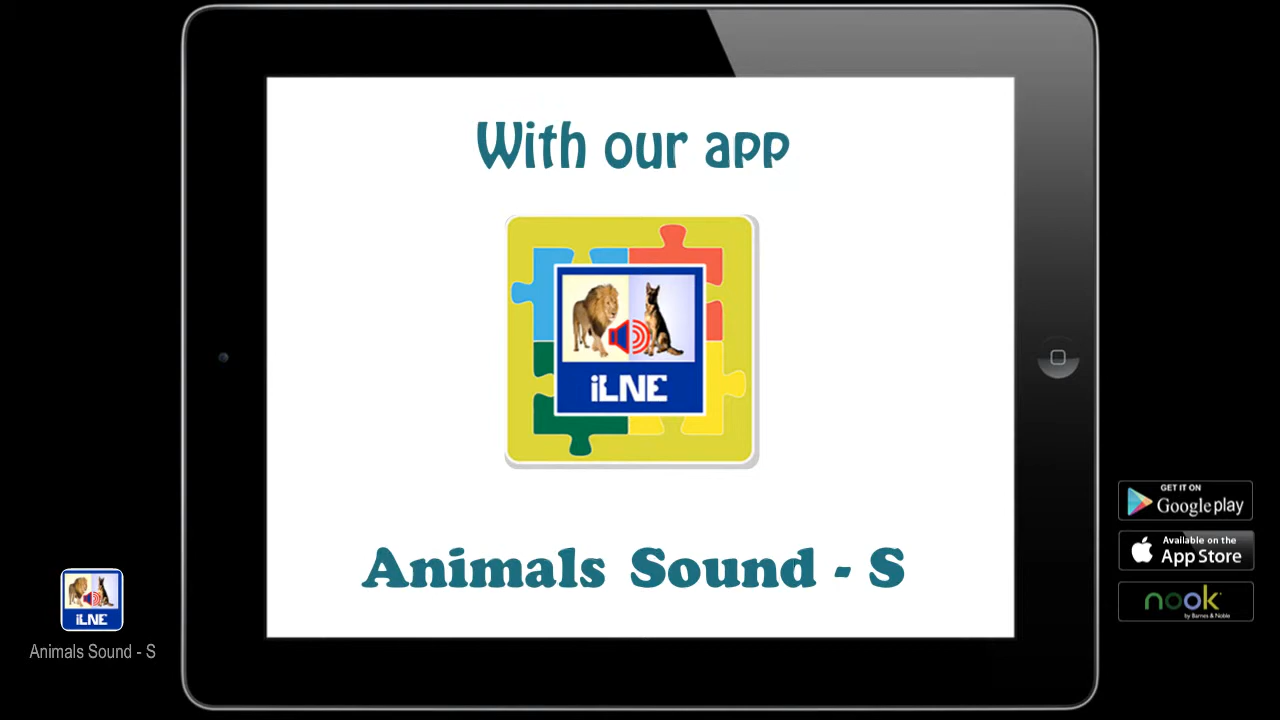 With our app
iLNE
Animals Sound - S
iLNE
Animals Sound - S
GET IT ON
Google play
Available on the
App Store
nook
by Barnes & Noble